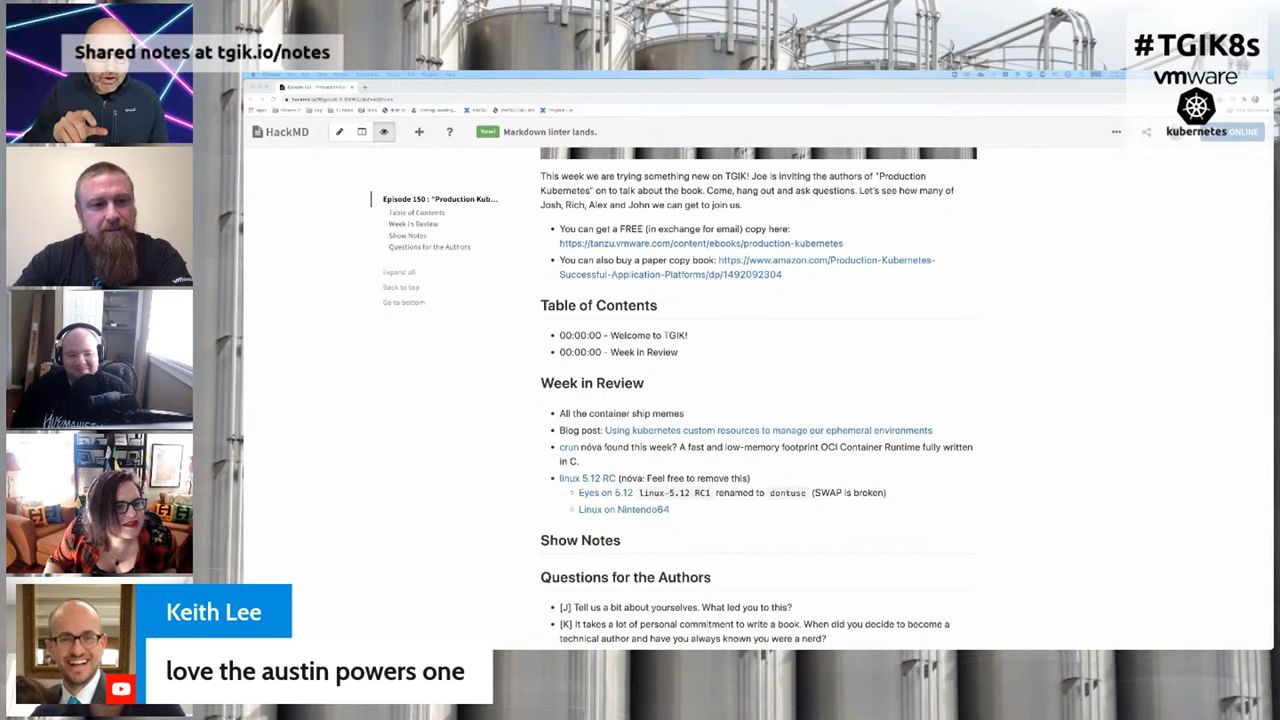 Shared notes at tgik.io/notes
#TGIK8s
vmware
kubernetes
HackMD
New!
Markdown linter lands.
ONLINE
Episode 150 : "Production Kub...
Table of Contents
Week in Review
Show Notes
Questions for the Authors
Expand all
Back to top
Go to bottom
This week we are trying something new on TGIK! Joe is inviting the authors of "Production
Kubernetes" on to talk about the book. Come, hang out and ask questions. Let's see how many of
Josh, Rich, Alex and John we can get to join us.
• You can get a FREE (in exchange for email) copy here:
https://tanzu.vmware.com/content/ebooks/production-kubernetes
• You can also buy a paper copy book: https://www.amazon.com/Production-Kubernetes-
Successful-Application-Platforms/dp/1492092304
Table of Contents
• 00:00:00 - Welcome to TGIK!
• 00:00:00 - Week in Review
Week in Review
• All the container ship memes
• Blog post: Using kubernetes custom resources to manage our ephemeral environments
• crun nóva found this week? A fast and low-memory footprint OCI Container Runtime fully written
in C.
• linux 5.12 RC (nóva: Feel free to remove this)
◦ Eyes on 5.12 linux-5.12 RC1 renamed to dontuse (SWAP is broken)
◦ Linux on Nintendo64
Show Notes
Questions for the Authors
• [J] Tell us a bit about yourselves. What led you to this?
• [K] It takes a lot of personal commitment to write a book. When did you decide to become a
technical author and have you always known you were a nerd?
Keith Lee
love the austin powers one